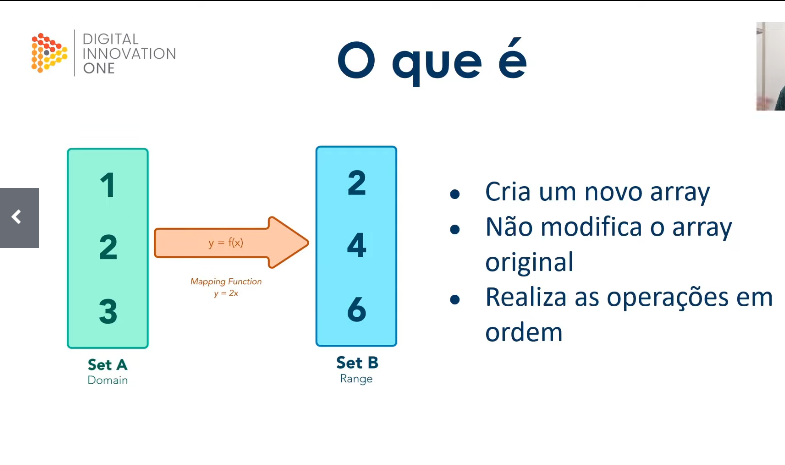 DIGITAL
INNOVATION
ONE
O que é
1
2
3
y = f(x)
Mapping Function
y = 2x
2
4
6
Set A
Domain
Set B
Range
● Cria um novo array
● Não modifica o array
original
● Realiza as operações em
ordem